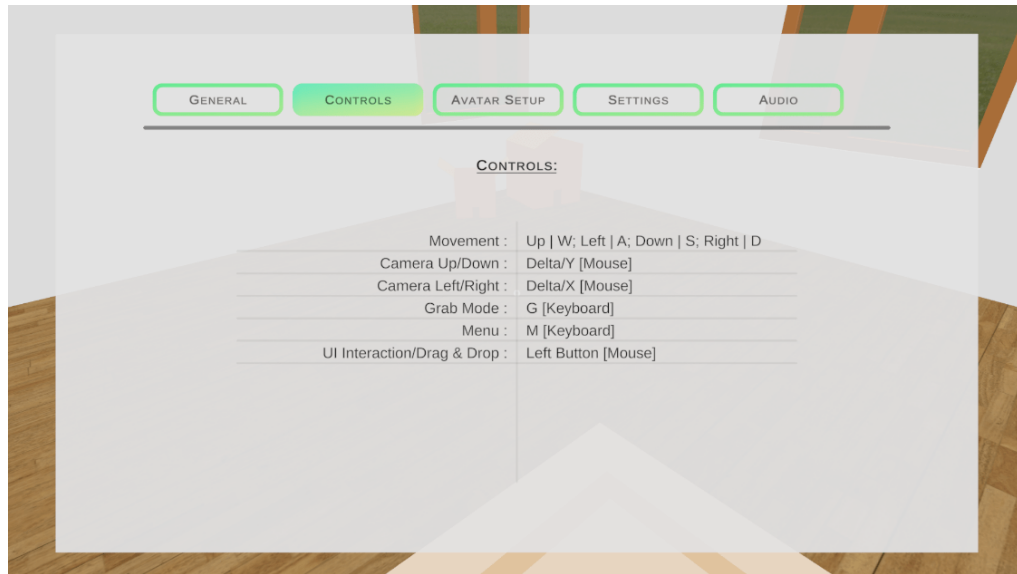 GENERAL CONTROLS AVATAR SETUP SETTINGS AUDIO
CONTROLS:
Movement : Up | W; Left | A; Down | S; Right | D
Camera Up/Down : Delta/Y [Mouse]
Camera Left/Right : Delta/X [Mouse]
Grab Mode : G [Keyboard]
Menu : M [Keyboard]
UI Interaction/Drag & Drop : Left Button [Mouse]